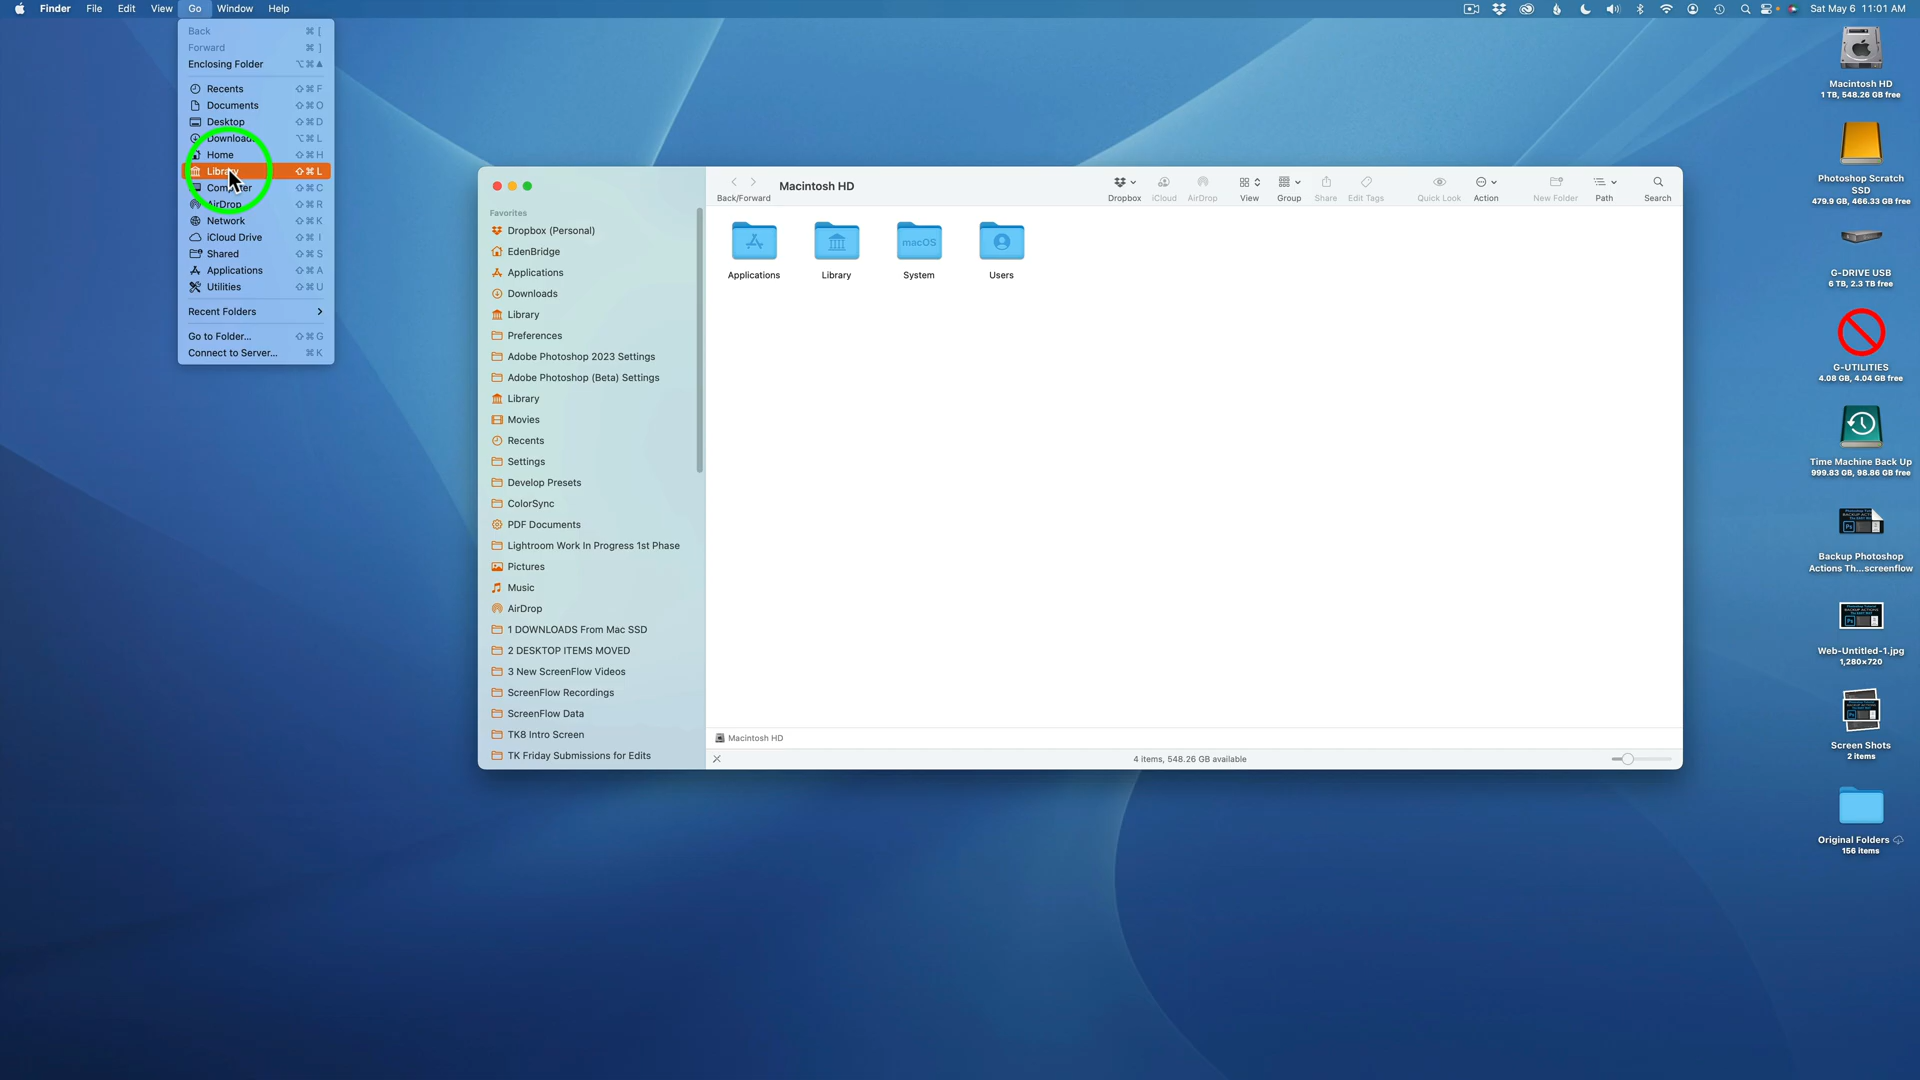 Finder File Edit View Go Window Help
Sat May 6 11:01 AM
Back ⌘ [
Forward ⌘ ]
Enclosing Folder ⌥⌘▲
Recents ⇧⌘F
Documents ⇧⌘O
Desktop ⇧⌘D
Downloads ⌥⌘L
Home ⇧⌘H
Library ⇧⌘L
Computer ⇧⌘C
AirDrop ⇧⌘R
Network ⇧⌘K
iCloud Drive ⇧⌘I
Shared ⇧⌘S
Applications ⇧⌘A
Utilities ⇧⌘U
Recent Folders >
Go to Folder... ⇧⌘G
Connect to Server... ⌘K
Favorites
Dropbox (Personal)
EdenBridge
Applications
Downloads
Library
Preferences
Adobe Photoshop 2023 Settings
Adobe Photoshop (Beta) Settings
Library
Movies
Recents
Settings
Develop Presets
ColorSync
PDF Documents
Lightroom Work In Progress 1st Phase
Pictures
Music
AirDrop
1 DOWNLOADS From Mac SSD
2 DESKTOP ITEMS MOVED
3 New ScreenFlow Videos
ScreenFlow Recordings
ScreenFlow Data
TK8 Intro Screen
TK Friday Submissions for Edits
Macintosh HD
Back/Forward Dropbox iCloud AirDrop View Group Share Edit Tags Quick Look Action New Folder Path Search
macOS
Applications Library System Users
Macintosh HD
4 items, 548.26 GB available
Macintosh HD
1 TB, 548.26 GB free
Photoshop Scratch
SSD
479.9 GB, 466.33 GB free
G-DRIVE USB
6 TB, 2.3 TB free
G-UTILITIES
4.08 GB, 4.04 GB free
Time Machine Back Up
999.83 GB, 98.86 GB free
Backup Photoshop
Actions Th...screenflow
Web-Untitled-1.jpg
1,280×720
Screen Shots
2 items
Original Folders
156 items